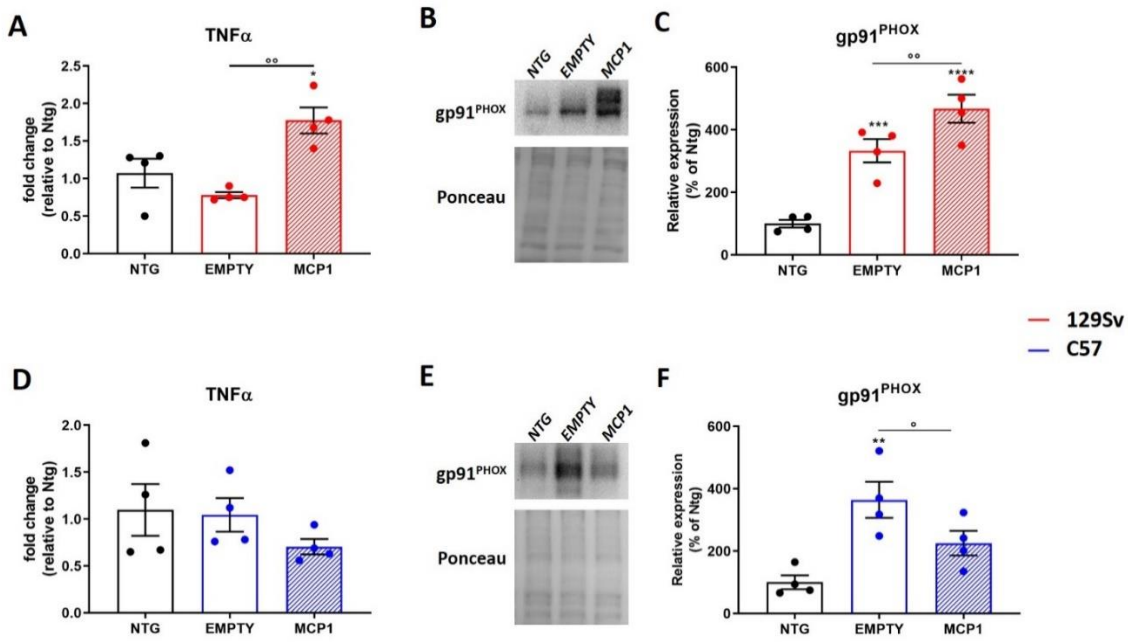 A
TNFα
°°
*
fold change
(relative to Ntg)
2.5
2.0
1.5
1.0
0.5
0.0
NTG EMPTY MCP1
B
NTG EMPTY MCP1
gp91PHOX
Ponceau
C
gp91PHOX
°°
****
***
Relative expression
(% of Ntg)
600
400
200
0
NTG EMPTY MCP1
129Sv
C57
D
TNFα
fold change
(relative to Ntg)
2.0
1.5
1.0
0.5
0.0
NTG EMPTY MCP1
E
NTG EMPTY MCP1
gp91PHOX
Ponceau
F
gp91PHOX
°
**
Relative expression
(% of Ntg)
600
400
200
0
NTG EMPTY MCP1